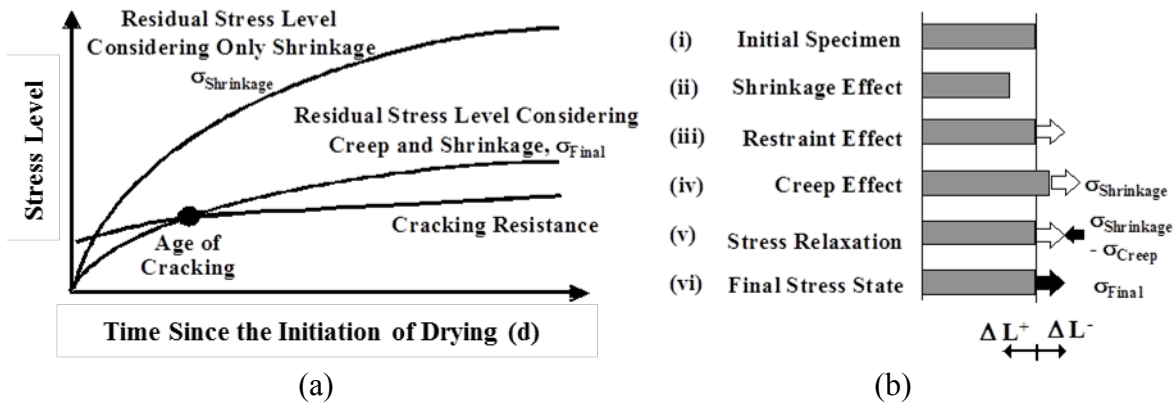 Residual Stress Level
Considering Only Shrinkage
σShrinkage
Residual Stress Level Considering
Creep and Shrinkage, σFinal
Stress Level
Cracking Resistance
Age of
Cracking
Time Since the Initiation of Drying (d)
(a)
(i) Initial Specimen
(ii) Shrinkage Effect
(iii) Restraint Effect
(iv) Creep Effect σShrinkage
(v) Stress Relaxation σShrinkage
- σCreep
(vi) Final Stress State σFinal
Δ L+ Δ L-
(b)